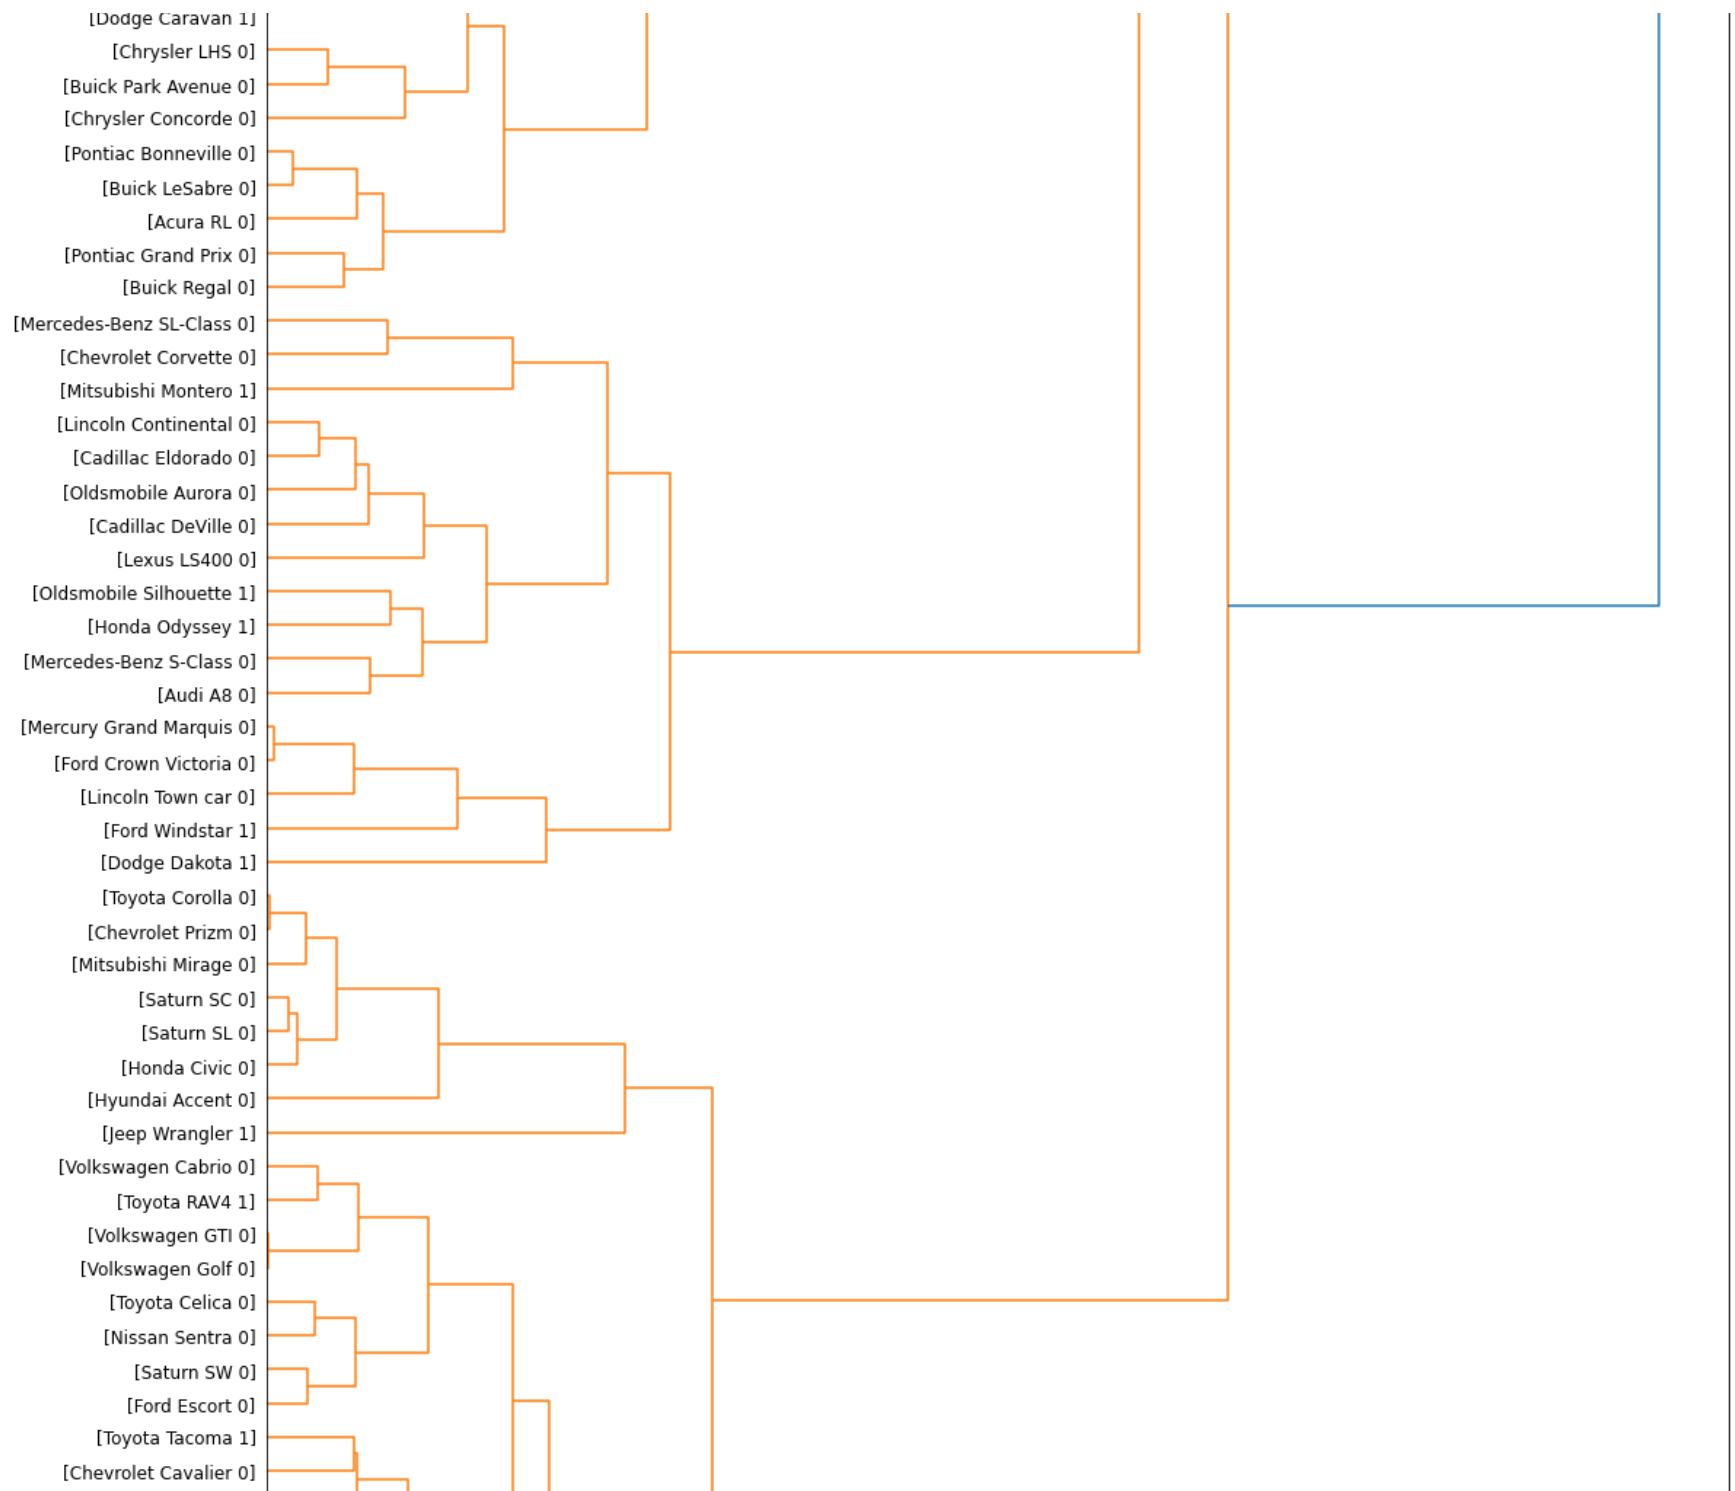 [Dodge Caravan 1]
[Chrysler LHS 0]
[Buick Park Avenue 0]
[Chrysler Concorde 0]
[Pontiac Bonneville 0]
[Buick LeSabre 0]
[Acura RL 0]
[Pontiac Grand Prix 0]
[Buick Regal 0]
[Mercedes-Benz SL-Class 0]
[Chevrolet Corvette 0]
[Mitsubishi Montero 1]
[Lincoln Continental 0]
[Cadillac Eldorado 0]
[Oldsmobile Aurora 0]
[Cadillac DeVille 0]
[Lexus LS400 0]
[Oldsmobile Silhouette 1]
[Honda Odyssey 1]
[Mercedes-Benz S-Class 0]
[Audi A8 0]
[Mercury Grand Marquis 0]
[Ford Crown Victoria 0]
[Lincoln Town car 0]
[Ford Windstar 1]
[Dodge Dakota 1]
[Toyota Corolla 0]
[Chevrolet Prizm 0]
[Mitsubishi Mirage 0]
[Saturn SC 0]
[Saturn SL 0]
[Honda Civic 0]
[Hyundai Accent 0]
[Jeep Wrangler 1]
[Volkswagen Cabrio 0]
[Toyota RAV4 1]
[Volkswagen GTI 0]
[Volkswagen Golf 0]
[Toyota Celica 0]
[Nissan Sentra 0]
[Saturn SW 0]
[Ford Escort 0]
[Toyota Tacoma 1]
[Chevrolet Cavalier 0]